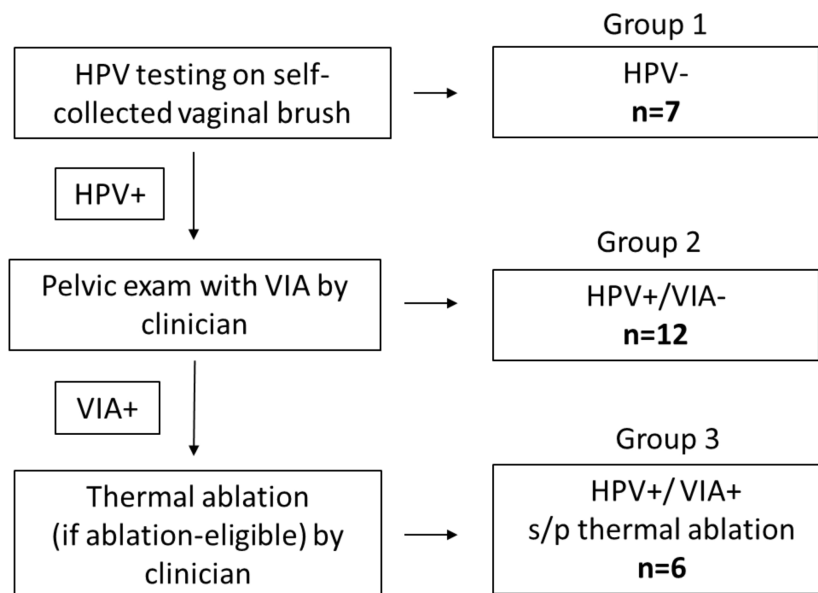 Group 1
HPV testing on self-
collected vaginal brush
HPV-
n=7
HPV+
Group 2
Pelvic exam with VIA by
clinician
HPV+/VIA-
n=12
VIA+
Group 3
Thermal ablation
(if ablation-eligible) by
clinician
HPV+/ VIA+
s/p thermal ablation
n=6